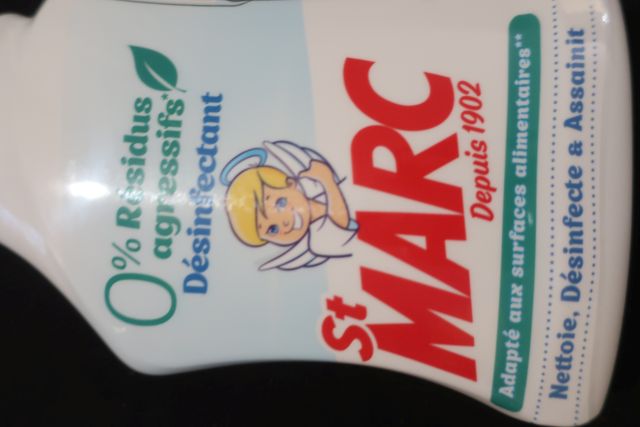 0% Résidus
agressifs*
Désinfectant
St
MARC
Depuis 1902
Adapté aux surfaces alimentaires**
Nettoie, Désinfecte & Assainit